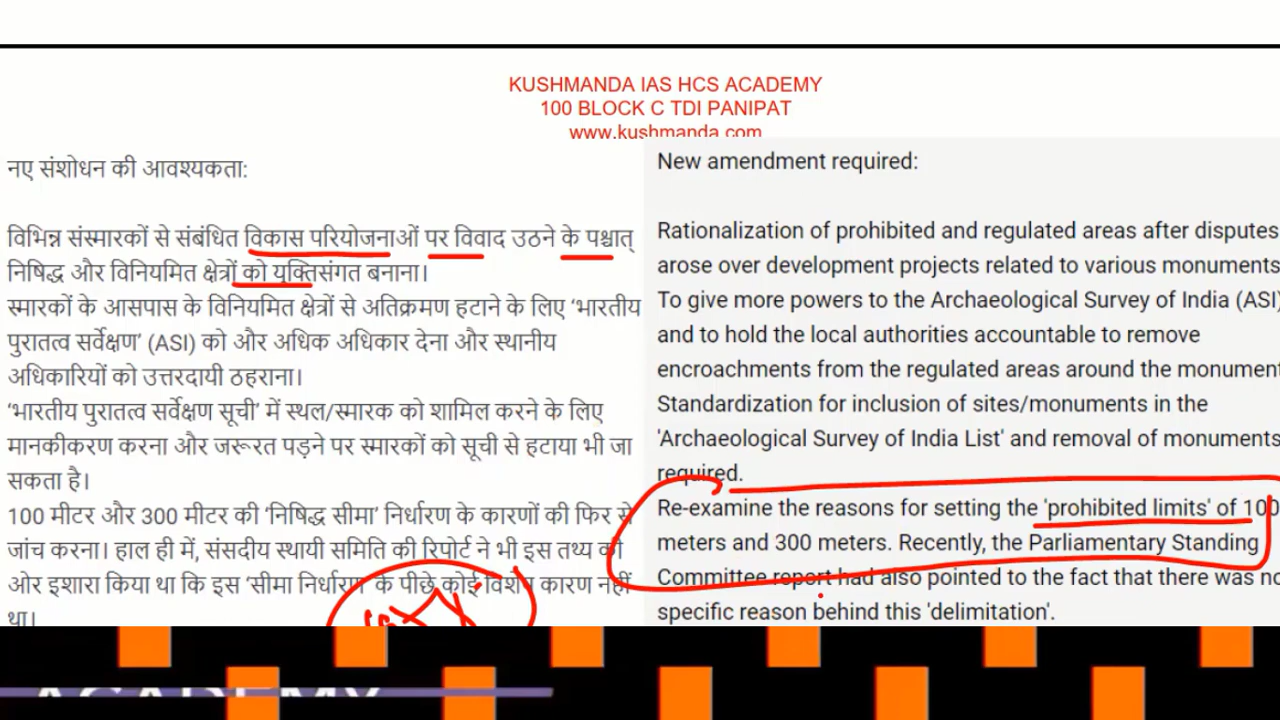 KUSHMANDA IAS HCS ACADEMY
100 BLOCK C TDI PANIPAT
www.kushmanda.com
नए संशोधन की आवश्यकता:
विभिन्न संस्मारकों से संबंधित विकास परियोजनाओं पर विवाद उठने के पश्चात्
निषिद्ध और विनियमित क्षेत्रों को युक्तिसंगत बनाना।
स्मारकों के आसपास के विनियमित क्षेत्रों से अतिक्रमण हटाने के लिए 'भारतीय
पुरातत्व सर्वेक्षण' (ASI) को और अधिक अधिकार देना और स्थानीय
अधिकारियों को उत्तरदायी ठहराना।
'भारतीय पुरातत्व सर्वेक्षण सूची' में स्थल/स्मारक को शामिल करने के लिए
मानकीकरण करना और जरूरत पड़ने पर स्मारकों को सूची से हटाया भी जा
सकता है।
100 मीटर और 300 मीटर की 'निषिद्ध सीमा' निर्धारण के कारणों की फिर से
जांच करना। हाल ही में, संसदीय स्थायी समिति की रिपोर्ट ने भी इस तथ्य की
ओर इशारा किया था कि इस 'सीमा निर्धारण' के पीछे कोई विशेष कारण नहीं
था।
New amendment required:
Rationalization of prohibited and regulated areas after disputes
arose over development projects related to various monuments
To give more powers to the Archaeological Survey of India (ASI)
and to hold the local authorities accountable to remove
encroachments from the regulated areas around the monument
Standardization for inclusion of sites/monuments in the
'Archaeological Survey of India List' and removal of monuments
required.
Re-examine the reasons for setting the 'prohibited limits' of 100
meters and 300 meters. Recently, the Parliamentary Standing
Committee report had also pointed to the fact that there was no
specific reason behind this 'delimitation'.
ACADEMY